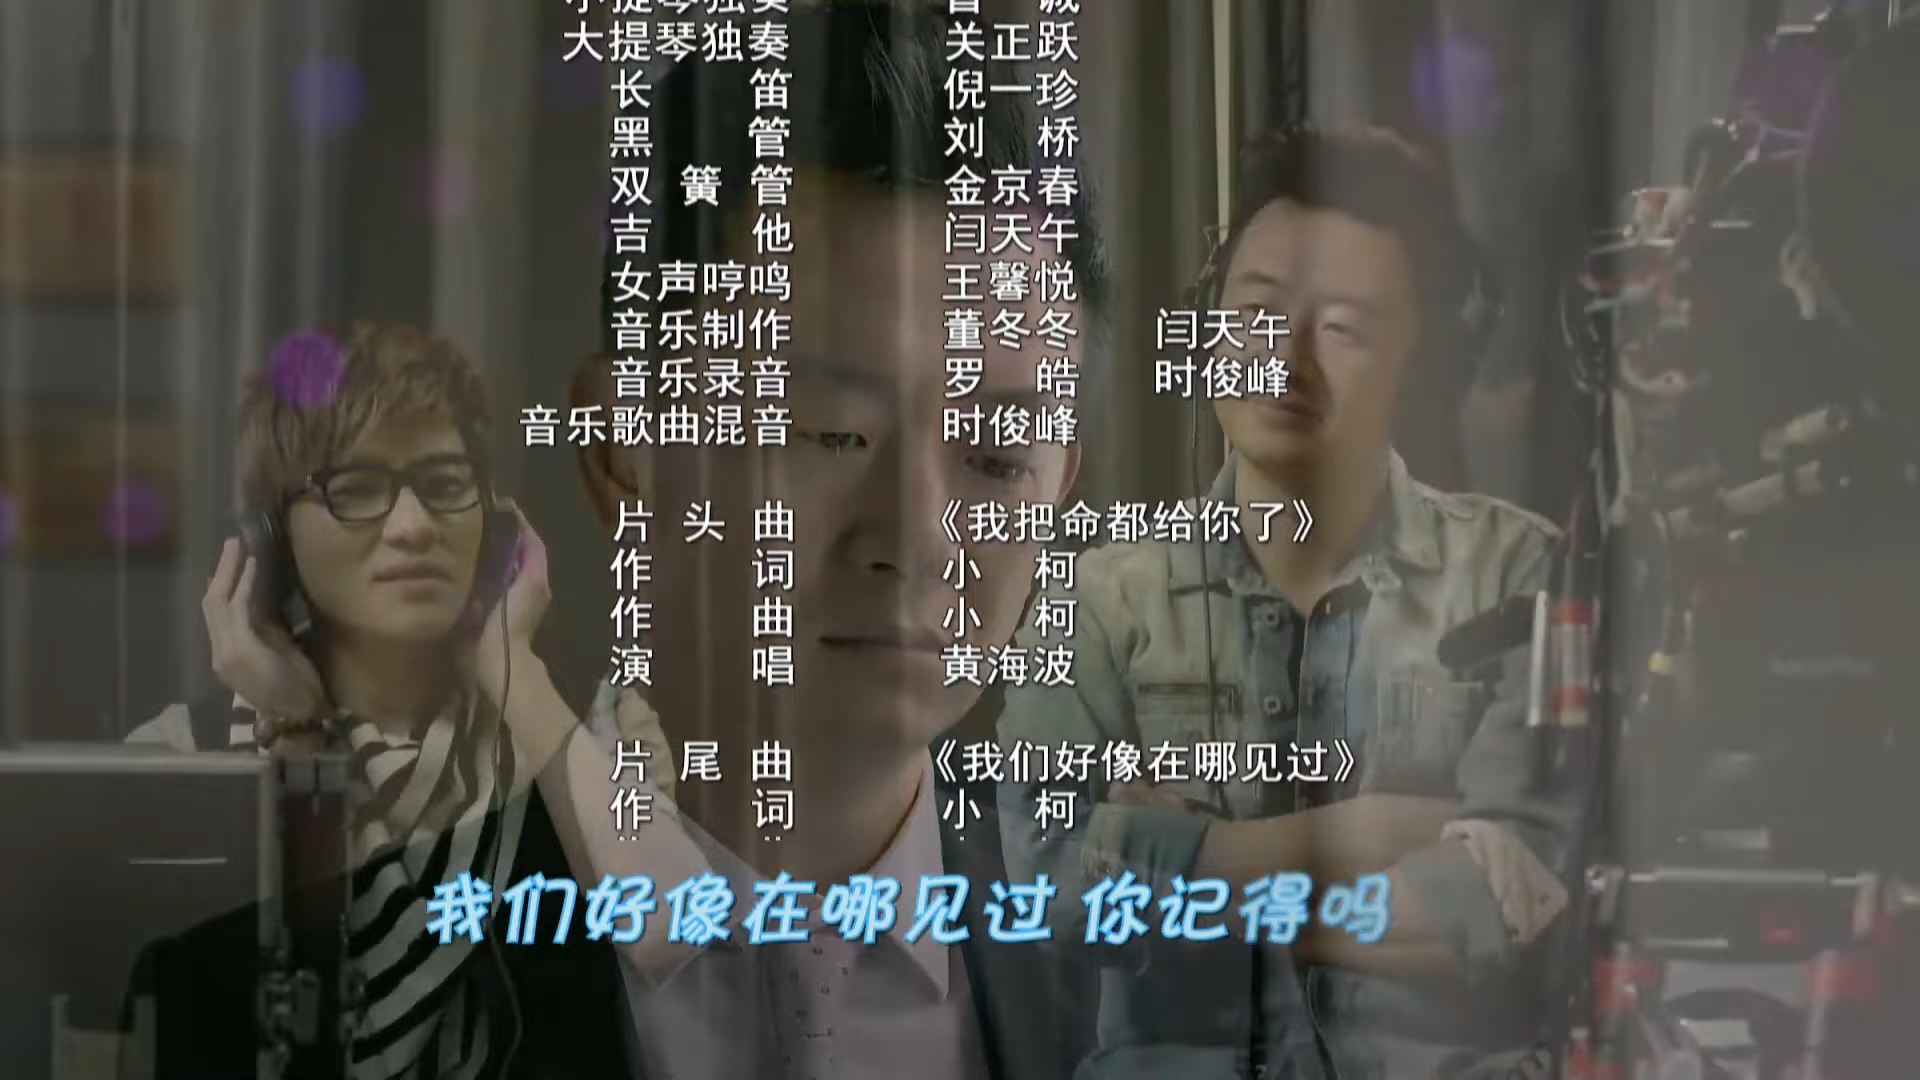 大提琴独奏 关正跃
长笛 倪一珍
黑管 刘桥
双簧管 金京春
吉他 闫天午
女声哼鸣 王馨悦
音乐制作 董冬冬 闫天午
音乐录音 罗皓 时俊峰
音乐歌曲混音 时俊峰
片头曲 《我把命都给你了》
作词 小柯
作曲 小柯
演唱 黄海波
片尾曲 《我们好像在哪见过》
作词 小柯
我们好像在哪见过 你记得吗